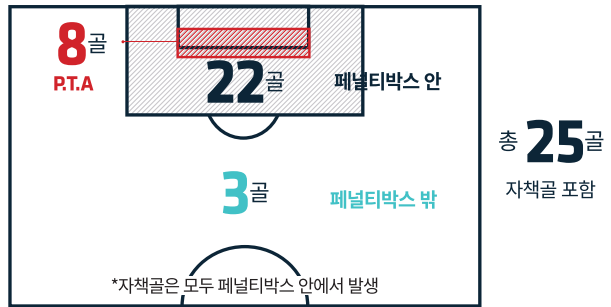 8골
P.T.A
22골
페널티박스 안
총 25골
자책골 포함
3골
페널티박스 밖
*자책골은 모두 페널티박스 안에서 발생